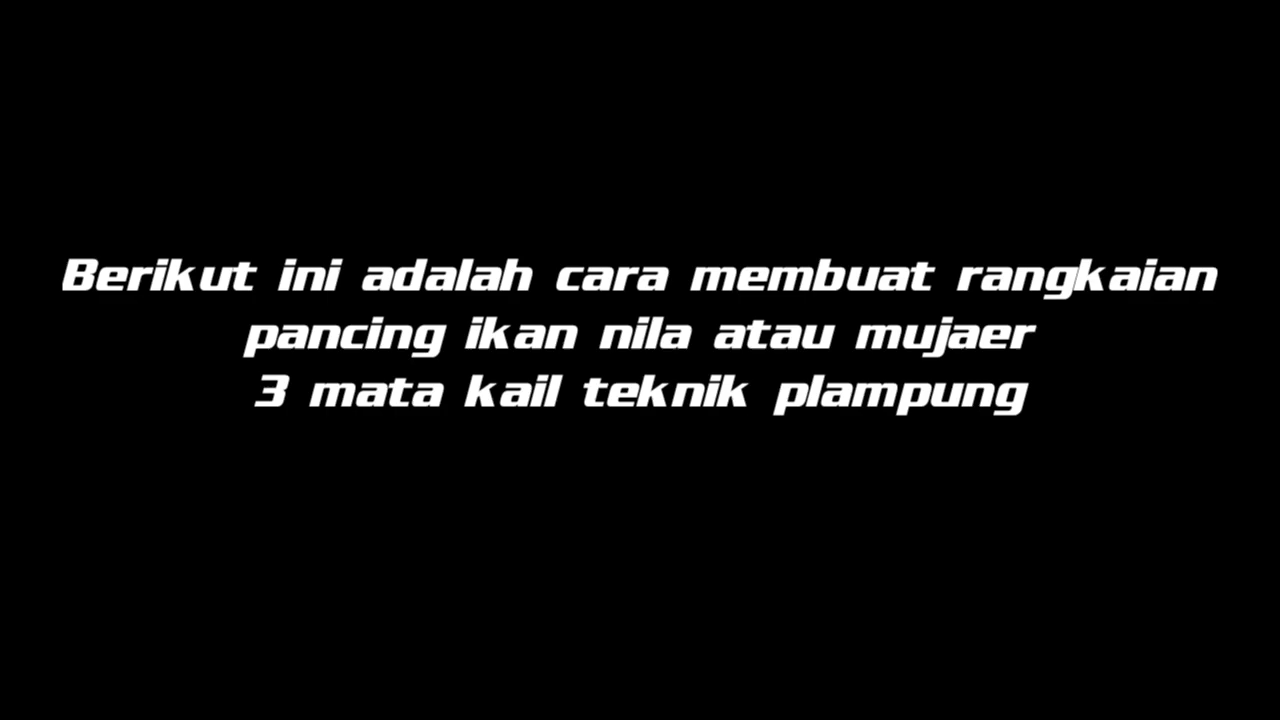 Berikut ini adalah cara membuat rangkaian
pancing ikan nila atau mujaer
3 mata kail teknik plampung